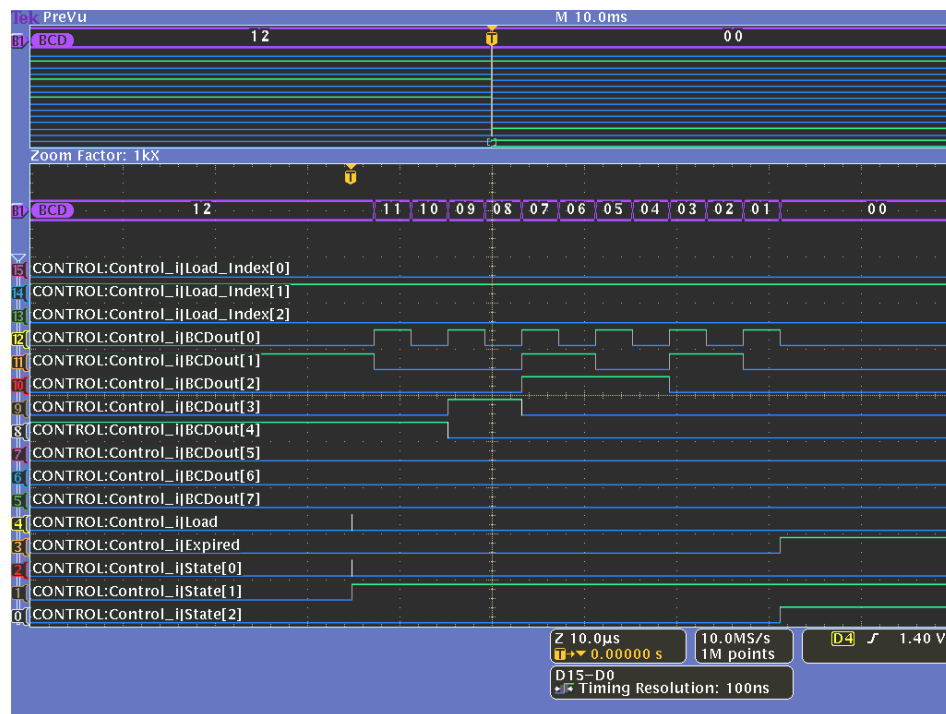 Tek PreVu M 10.0ms
B1 BCD 12 T 00
Zoom Factor: 1kX
T
B1 BCD 12 11 10 09 08 07 06 05 04 03 02 01 00
15 CONTROL:Control_i|Load_Index[0]
14 CONTROL:Control_i|Load_Index[1]
13 CONTROL:Control_i|Load_Index[2]
12 CONTROL:Control_i|BCDout[0]
11 CONTROL:Control_i|BCDout[1]
10 CONTROL:Control_i|BCDout[2]
9 CONTROL:Control_i|BCDout[3]
8 CONTROL:Control_i|BCDout[4]
7 CONTROL:Control_i|BCDout[5]
6 CONTROL:Control_i|BCDout[6]
5 CONTROL:Control_i|BCDout[7]
4 CONTROL:Control_i|Load
3 CONTROL:Control_i|Expired
2 CONTROL:Control_i|State[0]
1 CONTROL:Control_i|State[1]
0 CONTROL:Control_i|State[2]
Z 10.0µs 10.0MS/s D4 1.40 V
T→▼ 0.00000 s 1M points
D15-D0
Timing Resolution: 100ns